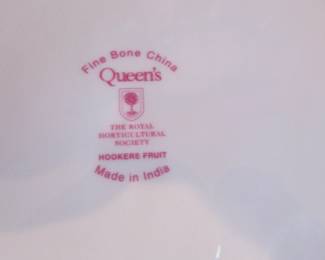 Fine Bone China
Queen's
THE ROYAL
HORTICULTURAL
SOCIETY
HOOKERS FRUIT
Made in India